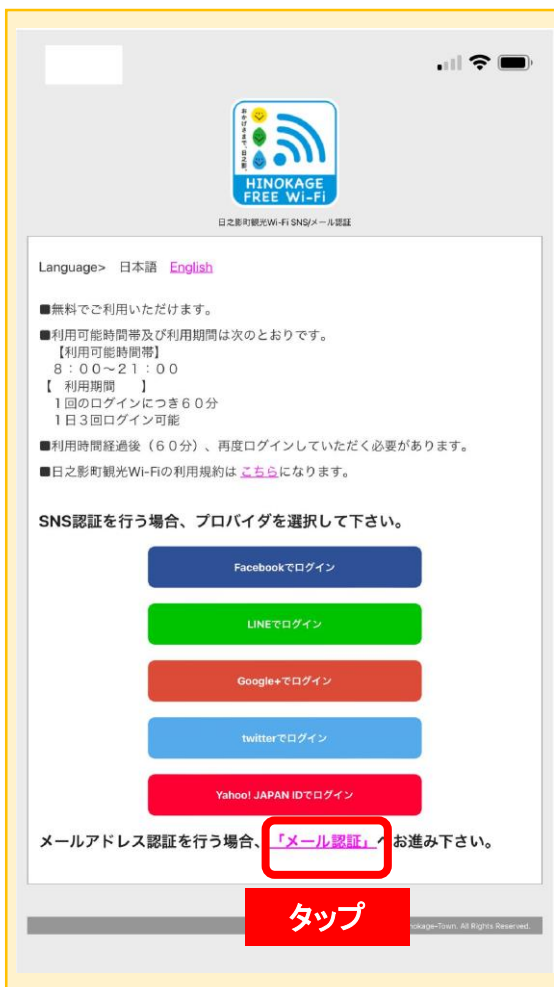 おかげさまで、日之影。
HINOKAGE
FREE Wi-Fi
日之影町観光Wi-Fi SNS/メール認証
Language> 日本語 English
■無料でご利用いただけます。
■利用可能時間帯及び利用期間は次のとおりです。
【利用可能時間帯】
８：００～２１：００
【 利用期間 】
１回のログインにつき６０分
１日３回ログイン可能
■利用時間経過後（６０分）、再度ログインしていただく必要があります。
■日之影町観光Wi-Fiの利用規約は こちらになります。
SNS認証を行う場合、プロバイダを選択して下さい。
Facebookでログイン
LINEでログイン
Google+でログイン
twitterでログイン
Yahoo! JAPAN IDでログイン
メールアドレス認証を行う場合、「メール認証」へお進み下さい。
タップ
nokage-Town. All Rights Reserved.